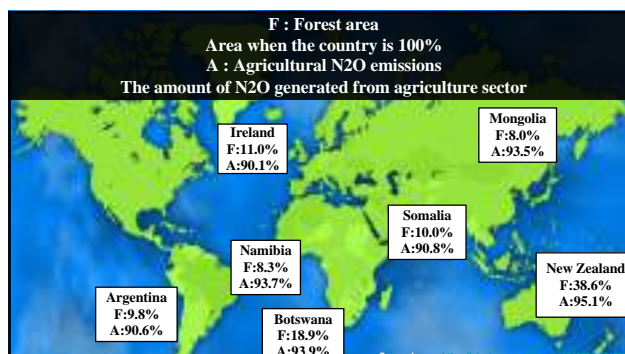 F : Forest area
Area when the country is 100%
A : Agricultural N2O emissions
The amount of N2O generated from agriculture sector
Mongolia
F:8.0%
A:93.5%
Ireland
F:11.0%
A:90.1%
Somalia
F:10.0%
A:90.8%
Namibia
F:8.3%
A:93.7%
New Zealand
F:38.6%
A:95.1%
Argentina
F:9.8%
A:90.6%
Botswana
F:18.9%
A:93.9%